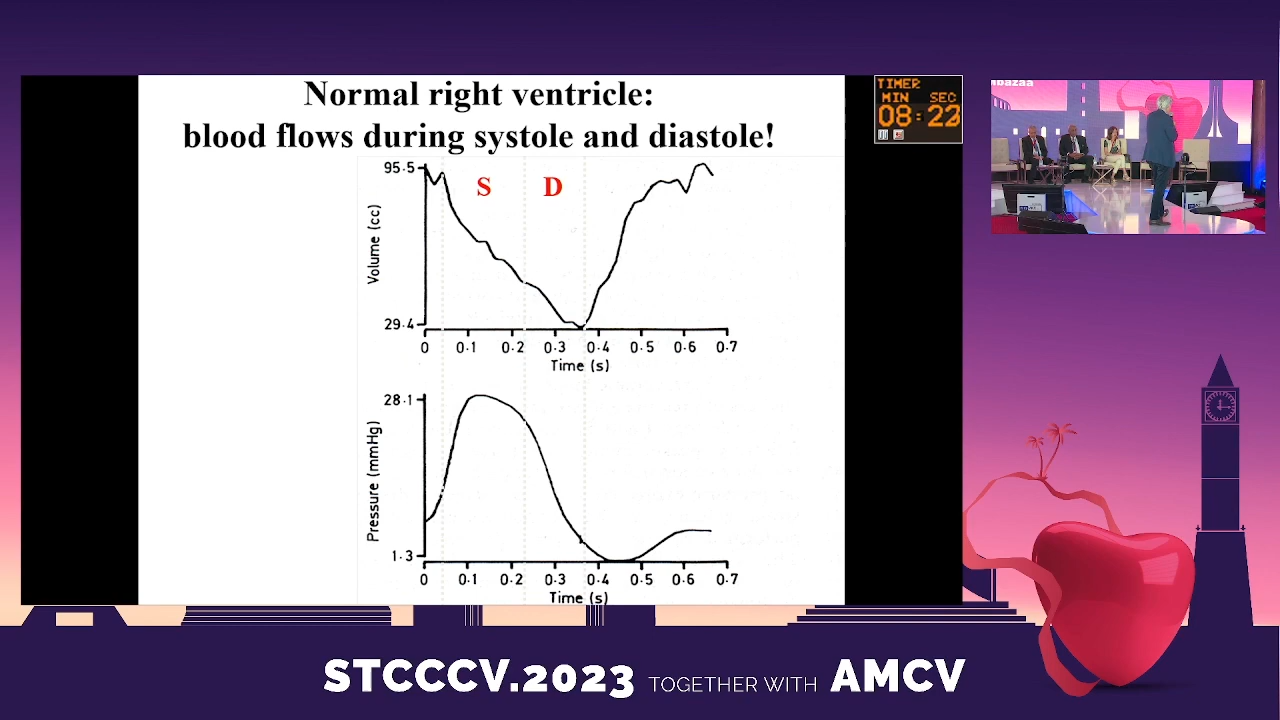 Normal right ventricle:
blood flows during systole and diastole!
TIMER
MIN SEC
08:22
bazaa
95.5
S D
Volume (cc)
29.4
0 0.1 0.2 0.3 0.4 0.5 0.6 0.7
Time (s)
28.1
Pressure (mmHg)
1.3
0 0.1 0.2 0.3 0.4 0.5 0.6 0.7
Time (s)
STCCCV.2023 TOGETHER WITH AMCV